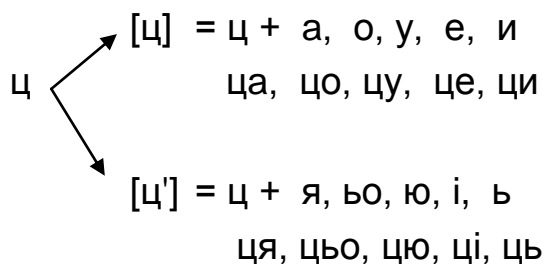 [ц] = ц + а, о, у, е, и
ц ца, цо, цу, це, ци
[ц'] = ц + я, ьо, ю, і, ь
ця, цьо, цю, ці, ць